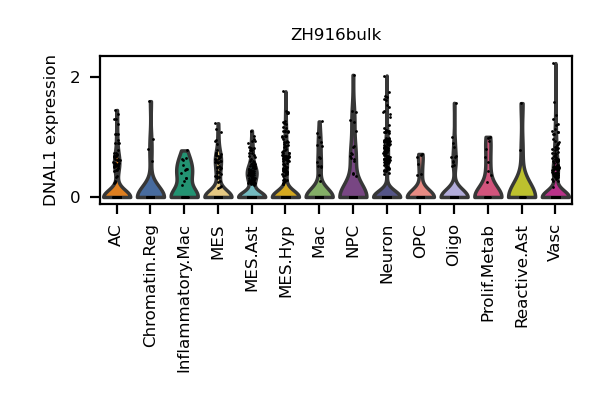 ZH916bulk
DNAL1 expression
2
0
AC
Chromatin.Reg
Inflammatory.Mac
MES
MES.Ast
MES.Hyp
Mac
NPC
Neuron
OPC
Oligo
Prolif.Metab
Reactive.Ast
Vasc